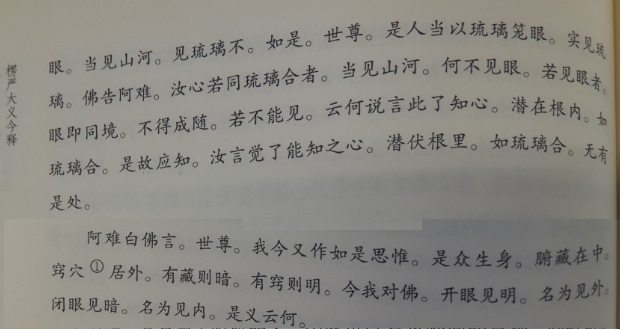 楞严大义今释
眼。当见山河。见琉璃不。如是。世尊。是人当以琉璃笼眼。实见琉
璃。佛告阿难。汝心若同琉璃合者。当见山河。何不见眼。若见眼者。
眼即同境。不得成随。若不能见。云何说言此了知心。潜在根内。如
琉璃合。是故应知。汝言觉了能知之心。潜伏根里。如琉璃合。无有
是处。
阿难白佛言。世尊。我今又作如是思惟。是众生身。腑藏在中。
窍穴①居外。有藏则暗。有窍则明。今我对佛。开眼见明。名为见外。
闭眼见暗。名为见内。是义云何。